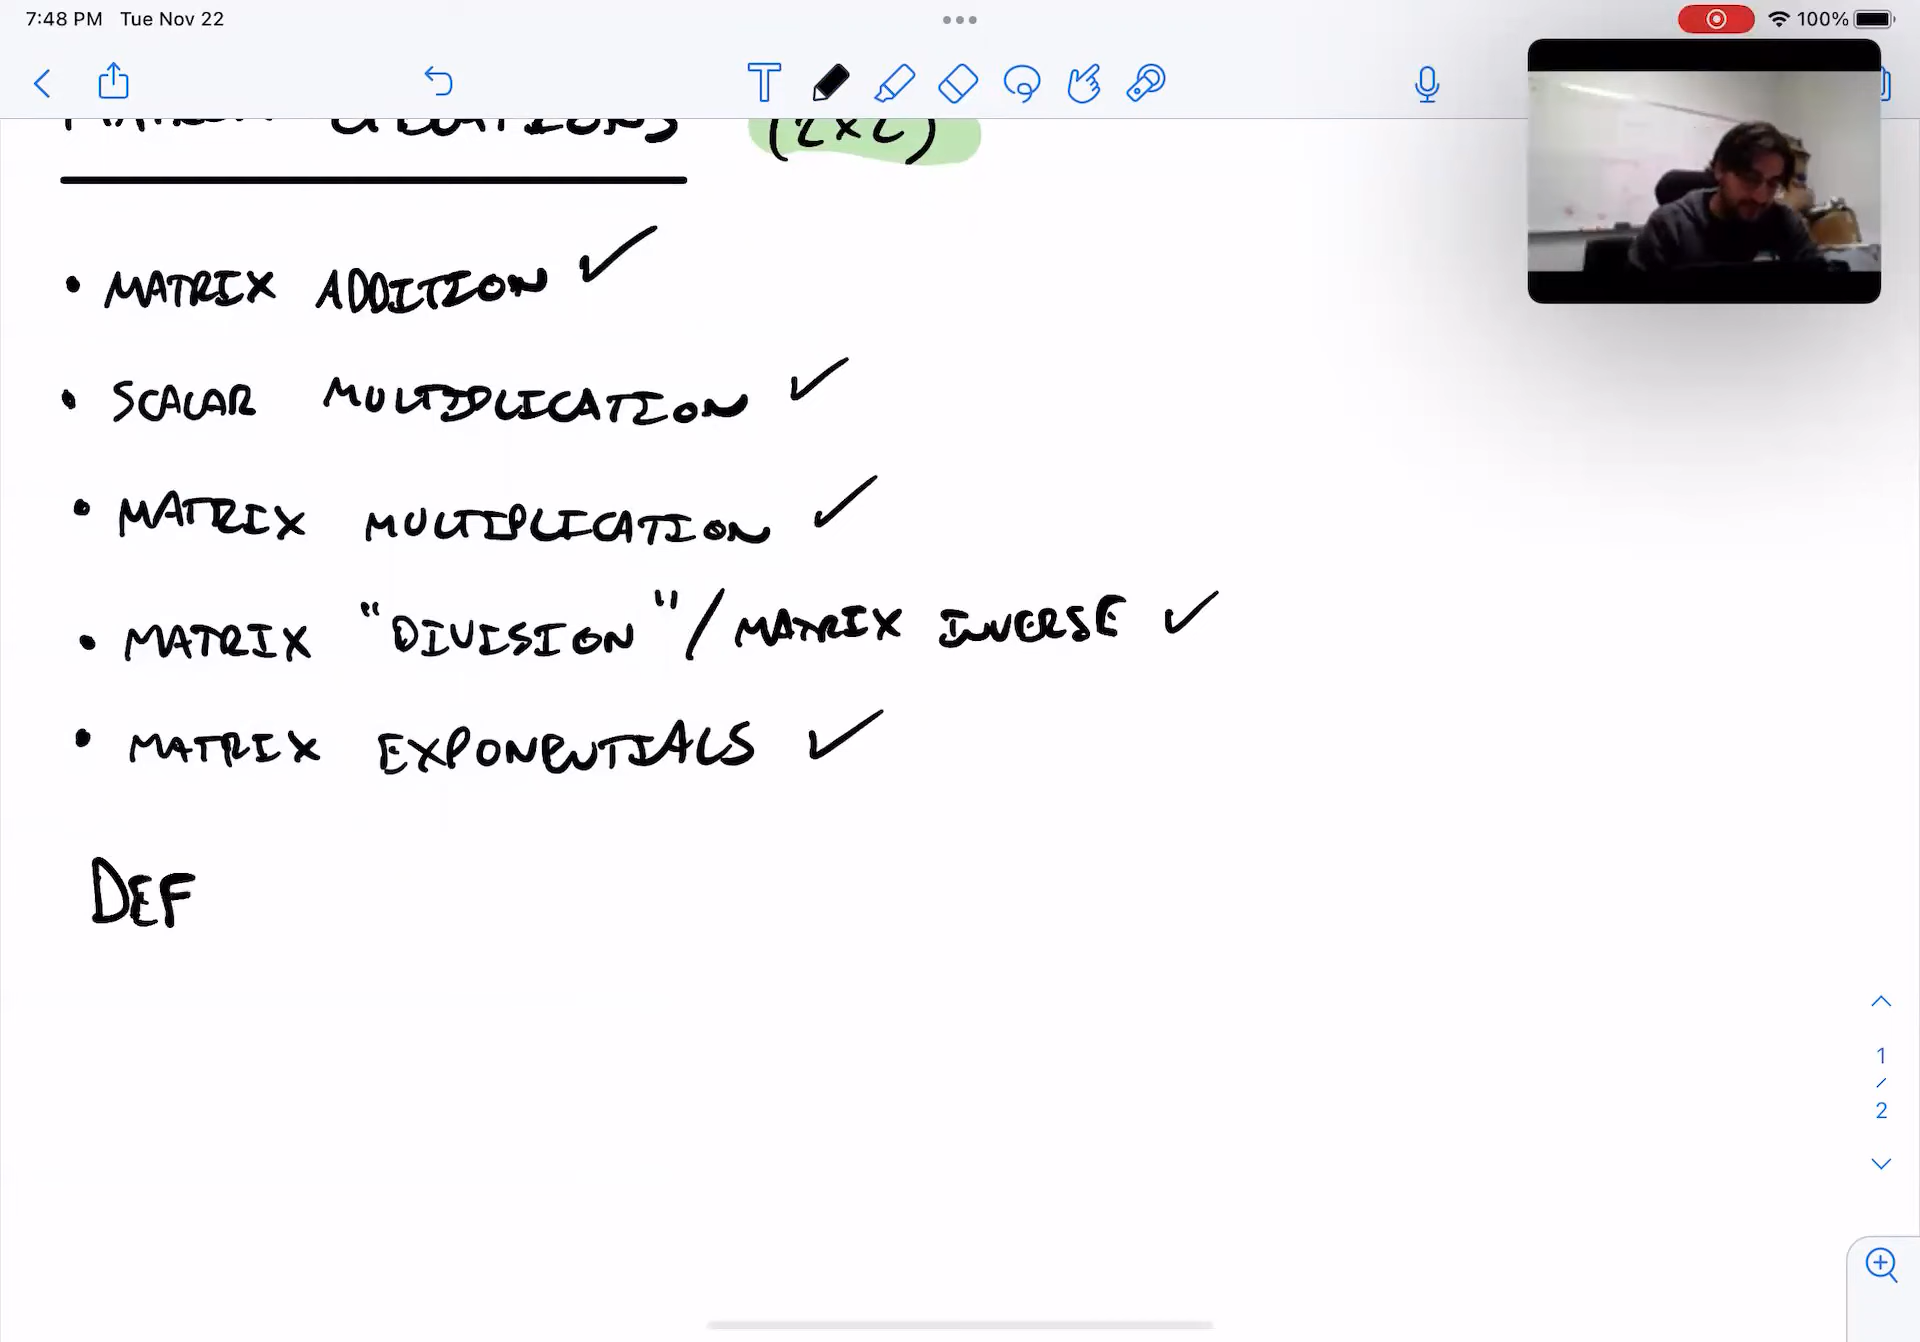 7:48 PM Tue Nov 22
100%
(2x2)
• MATRIX ADDITION ✓
• SCALAR MULTIPLICATION ✓
• MATRIX MULTIPLICATION ✓
• MATRIX "DIVISION" / MATRIX INVERSE ✓
• MATRIX EXPONENTIALS ✓
DEF
1
/
2